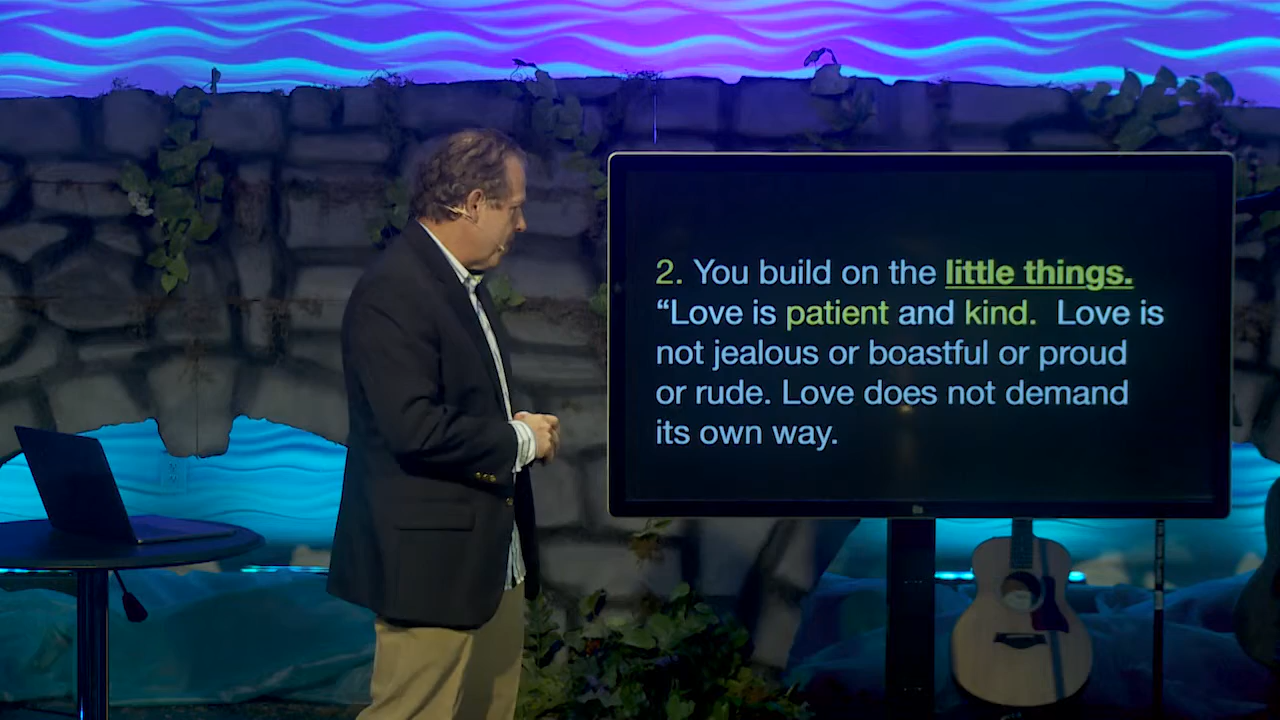 2. You build on the little things.
“Love is patient and kind.  Love is
not jealous or boastful or proud
or rude. Love does not demand
its own way.